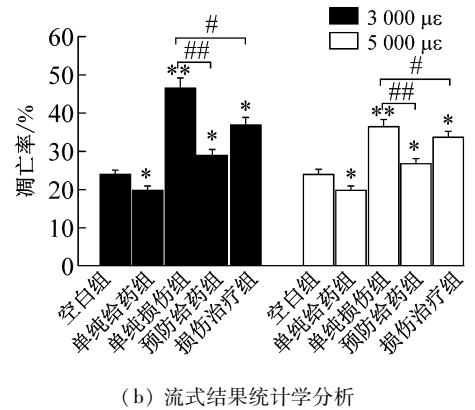 3 000 με
5 000 με
凋亡率/%
60
50
40
30
20
10
0
#
##
**
*
*
*
#
##
**
*
*
*
空白组
单纯给药组
单纯损伤组
预防给药组
损伤治疗组
空白组
单纯给药组
单纯损伤组
预防给药组
损伤治疗组
(b) 流式结果统计学分析